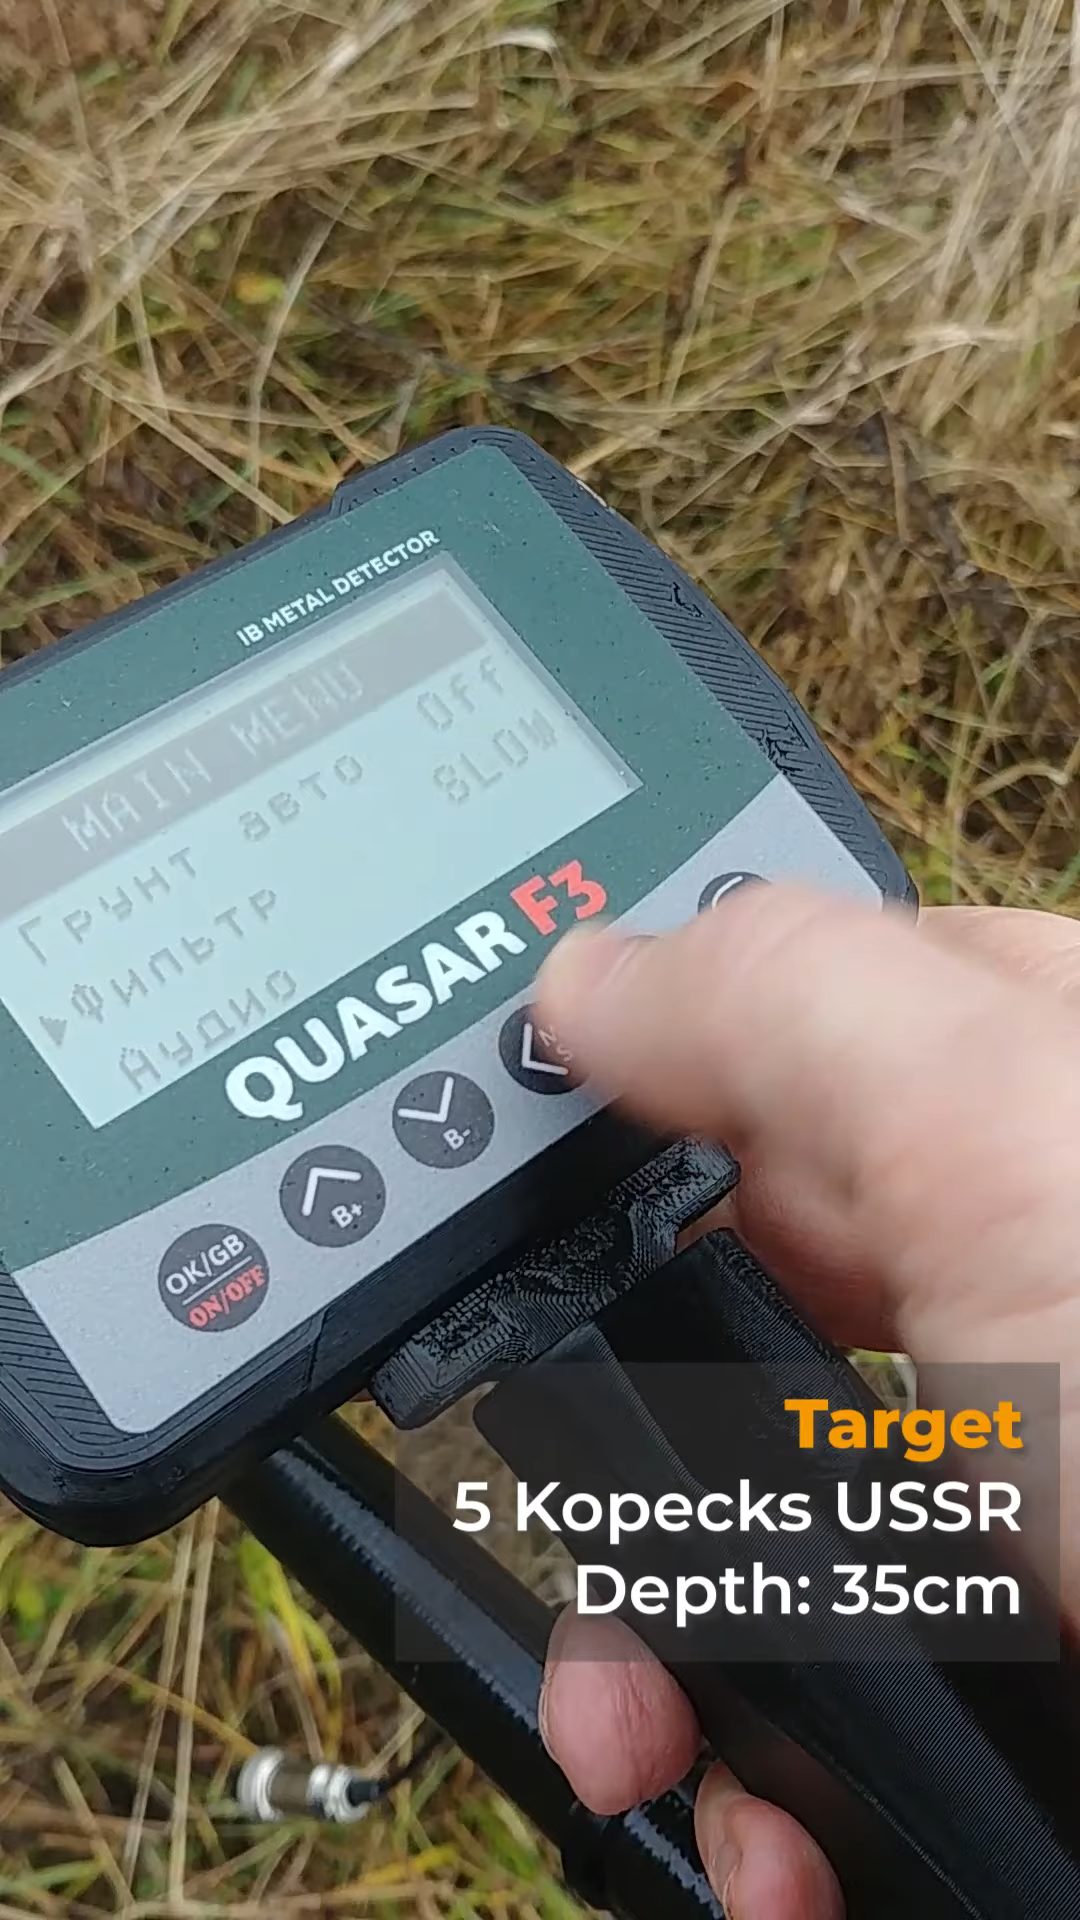 IB METAL DETECTOR
MAIN MENU
Грунт авто Off
▶Фильтр SLOW
Аудио
QUASAR F3
OK/GB
ON/OFF
B+
B-
N
S
Target
5 Kopecks USSR
Depth: 35cm